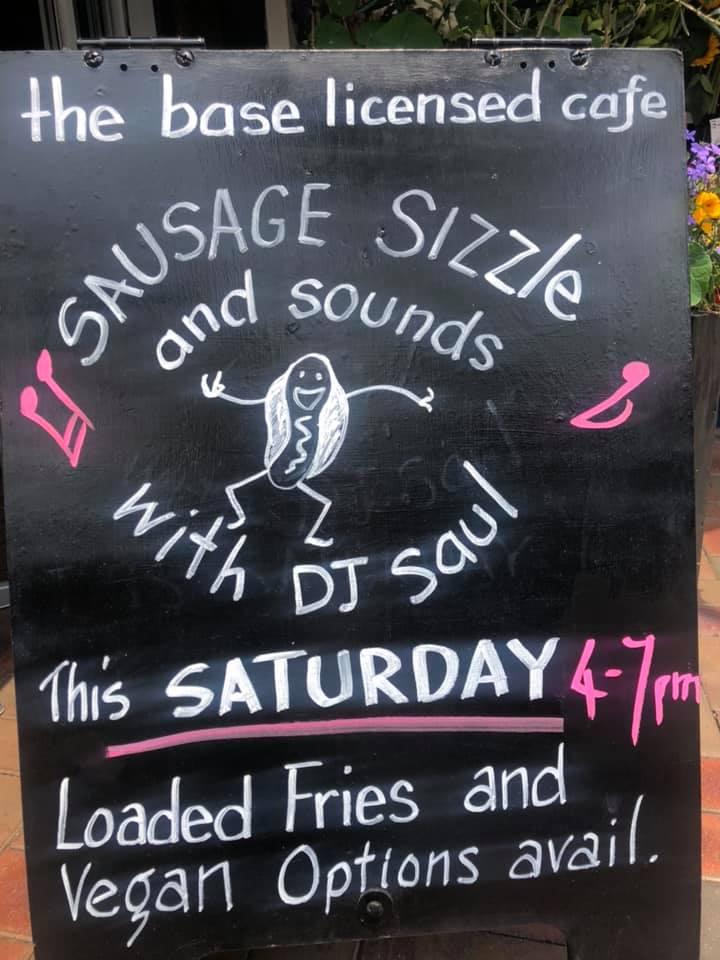 the base licensed cafe
SAUSAGE SIZZle
and sounds
with DJ Saul
This SATURDAY 4-7pm
Loaded Fries and
Vegan Options avail.